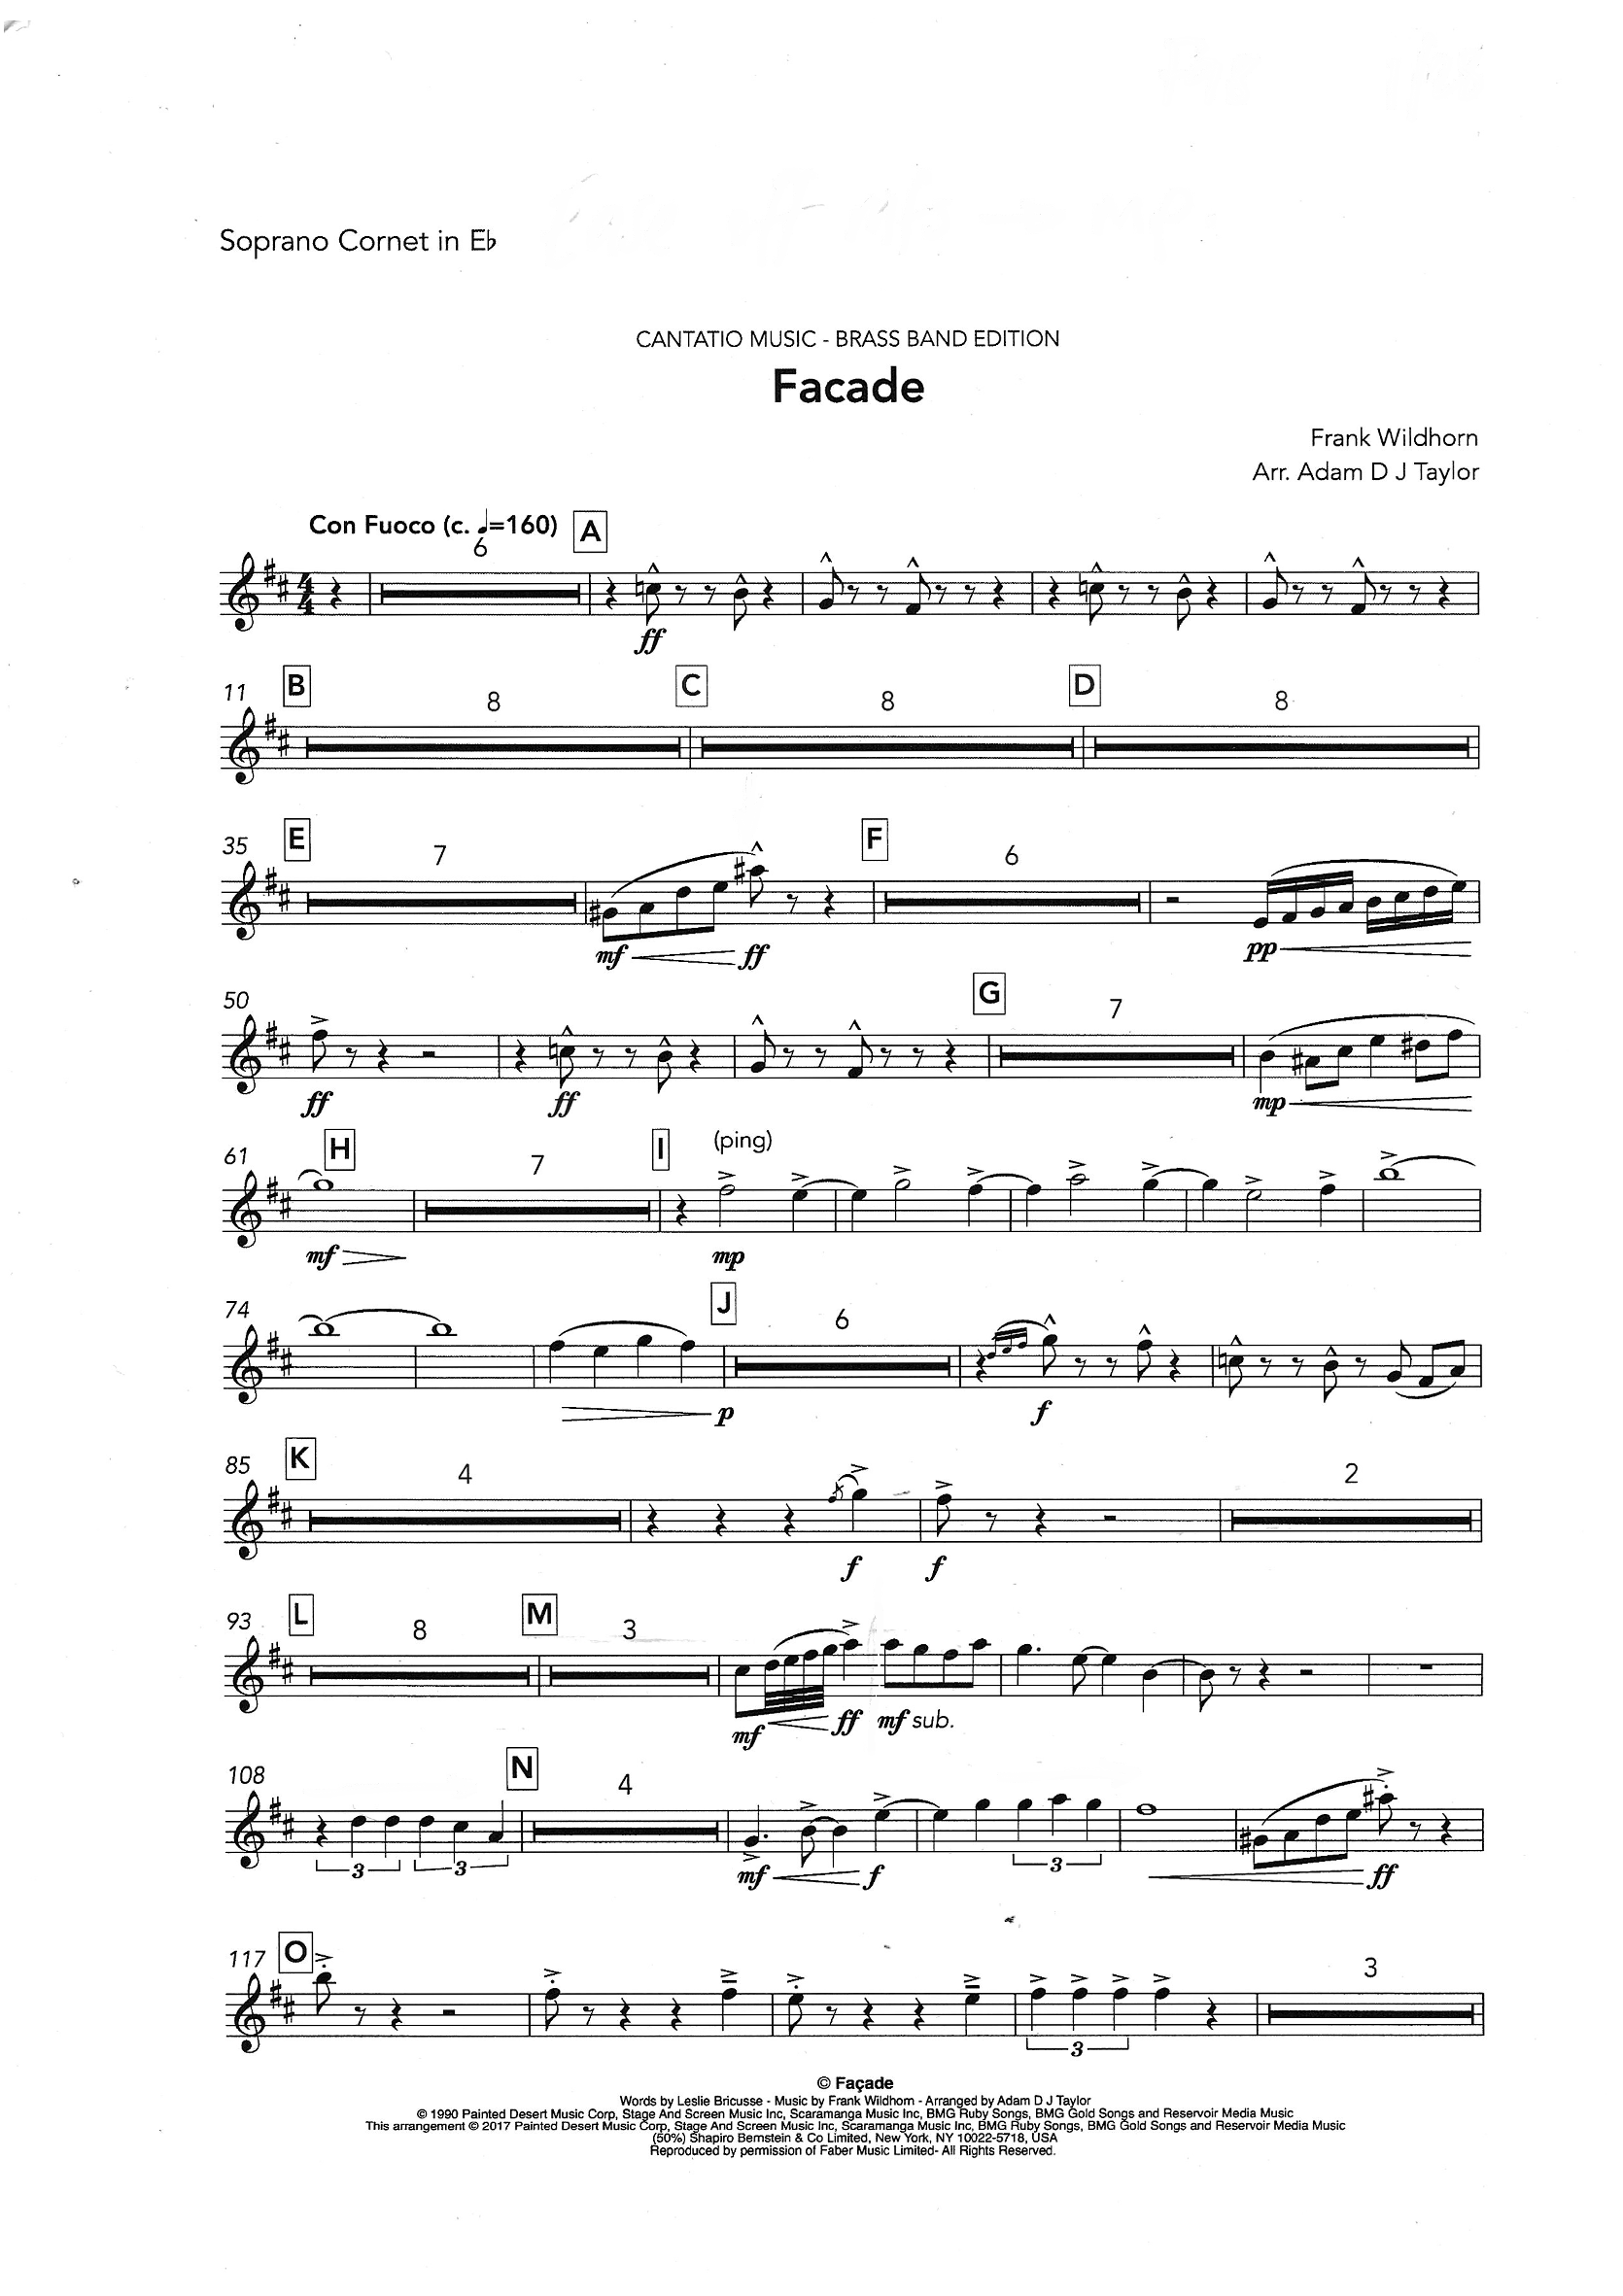 Soprano Cornet in E♭
CANTATIO MUSIC - BRASS BAND EDITION
Facade
Frank Wildhorn
Arr. Adam D J Taylor
Con Fuoco (c. ♩=160)
6
A
4
4
ff
11
B
8
C
8
D
8
35
E
7
mf
ff
F
6
pp
50
ff
ff
G
7
mp
61
H
mf
7
I
(ping)
mp
74
p
J
6
f
85
K
4
f
f
2
93
L
8
M
3
mf
ff
mf sub.
108
3
3
N
4
mf
f
3
ff
117
O
3
3
© Façade
Words by Leslie Bricusse - Music by Frank Wildhorn - Arranged by Adam D J Taylor
© 1990 Painted Desert Music Corp, Stage And Screen Music Inc, Scaramanga Music Inc, BMG Ruby Songs, BMG Gold Songs and Reservoir Media Music
This arrangement © 2017 Painted Desert Music Corp, Stage And Screen Music Inc, Scaramanga Music Inc, BMG Ruby Songs, BMG Gold Songs and Reservoir Media Music
(50%) Shapiro Bernstein & Co Limited, New York, NY 10022-5718, USA
Reproduced by permission of Faber Music Limited- All Rights Reserved.